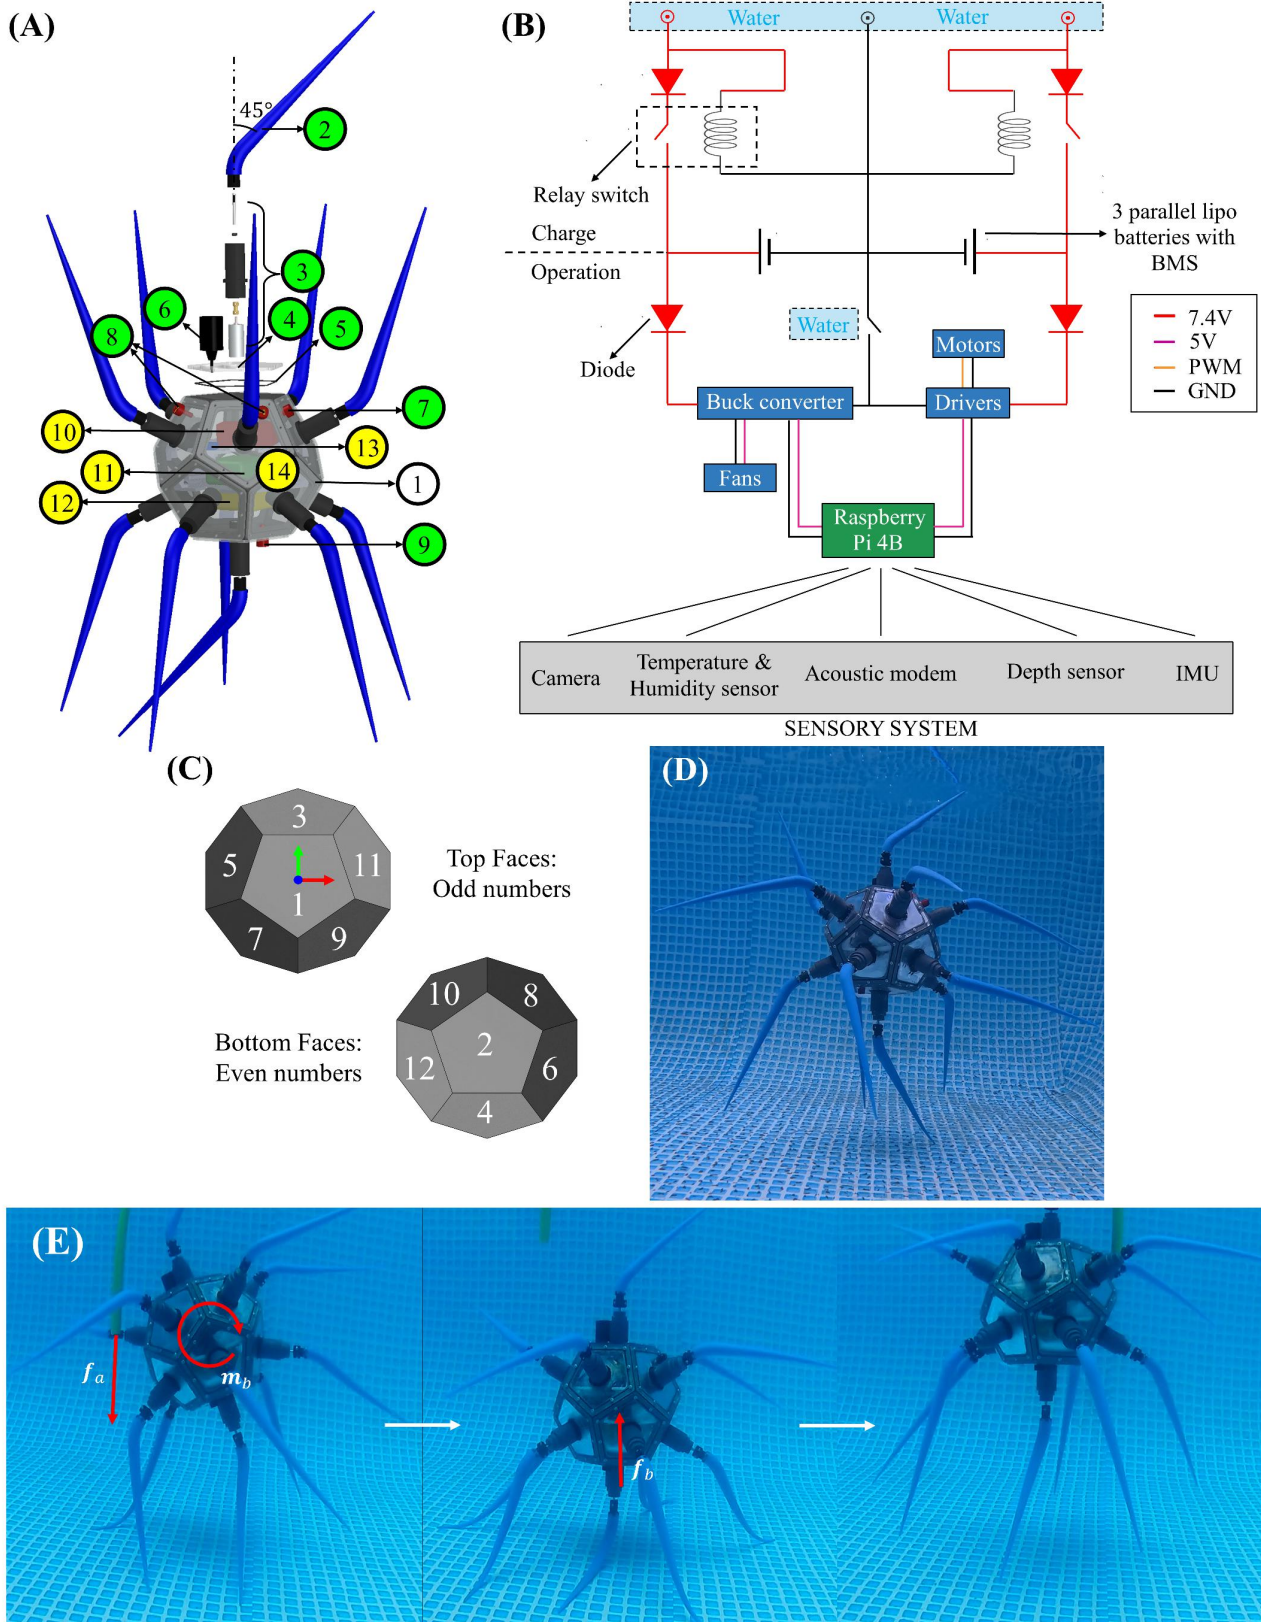 (A)
45°
2
3
4
5
6
8
7
10
13
11
14
1
12
9
(B)
Water
Water
Relay switch
Charge
Operation
3 parallel lipo
batteries with
BMS
Water
Diode
Motors
Buck converter
Drivers
Fans
Raspberry
Pi 4B
7.4V
5V
PWM
GND
Camera
Temperature &
Humidity sensor
Acoustic modem
Depth sensor
IMU
SENSORY SYSTEM
(C)
3
5
11
1
7
9
Top Faces:
Odd numbers
10
8
2
12
6
4
Bottom Faces:
Even numbers
(D)
(E)
f a
m b
f b